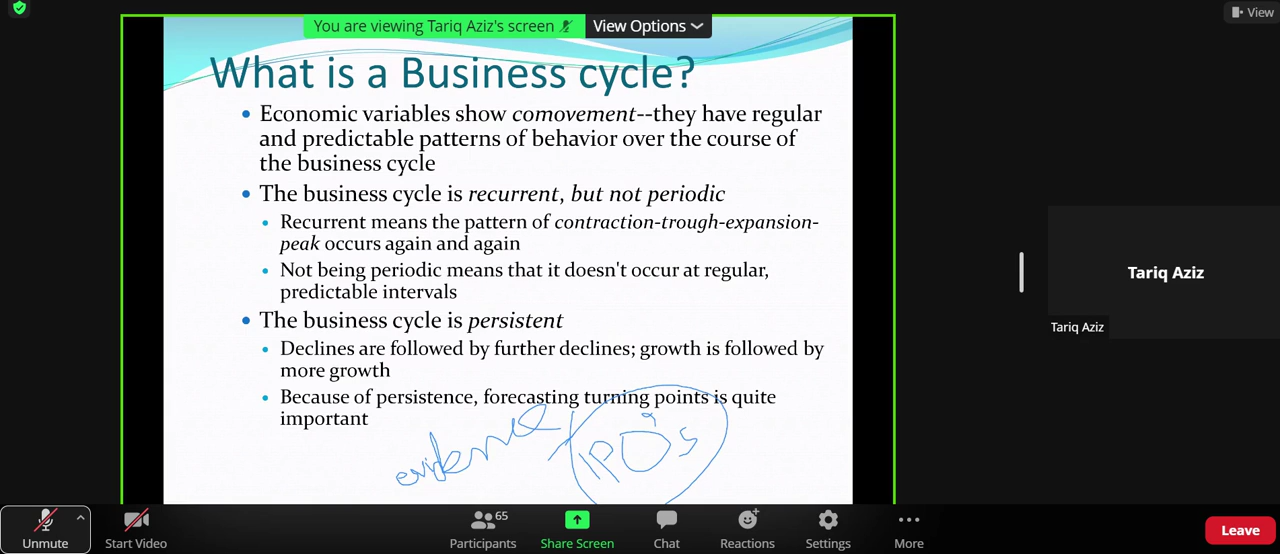 You are viewing Tariq Aziz's screen
View Options
View
What is a Business cycle?
• Economic variables show comovement--they have regular
and predictable patterns of behavior over the course of
the business cycle
• The business cycle is recurrent, but not periodic
• Recurrent means the pattern of contraction-trough-expansion-
peak occurs again and again
• Not being periodic means that it doesn't occur at regular,
predictable intervals
• The business cycle is persistent
• Declines are followed by further declines; growth is followed by
more growth
• Because of persistence, forecasting turning points is quite
important
evidence
IPO's
Tariq Aziz
Tariq Aziz
Unmute
Start Video
65
Participants
Share Screen
Chat
Reactions
Settings
More
Leave